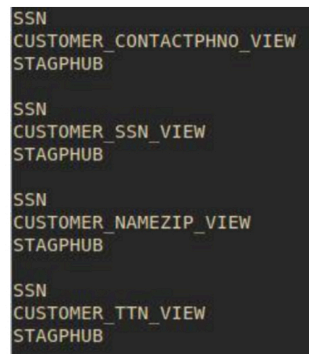 SSN
CUSTOMER_CONTACTPHNO_VIEW
STAGPHUB
SSN
CUSTOMER_SSN_VIEW
STAGPHUB
SSN
CUSTOMER_NAMEZIP_VIEW
STAGPHUB
SSN
CUSTOMER_TTN_VIEW
STAGPHUB